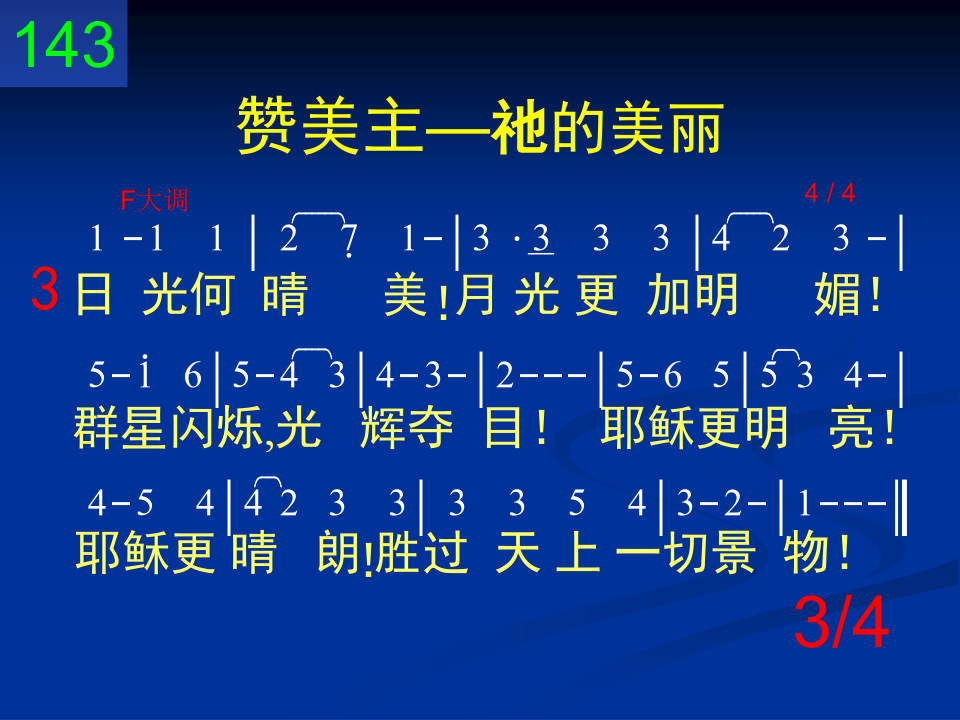 143
赞美主—祂的美丽
F大调 4 / 4
1 －1 1 | 2 7̣ 1－| 3 · 3 3 3 | 4 2 3 －|
3 日 光何 晴 美!月 光 更 加明 媚!
5－i 6 | 5－4 3 | 4－3－| 2－－－| 5－6 5 | 5 3 4－|
群星闪烁,光 辉夺 目! 耶稣更明 亮!
4－5 4 | 4 2 3 3 | 3 3 5 4 | 3－2－| 1－－－‖
耶稣更 晴 朗!胜过 天 上 一切景 物!
3/4